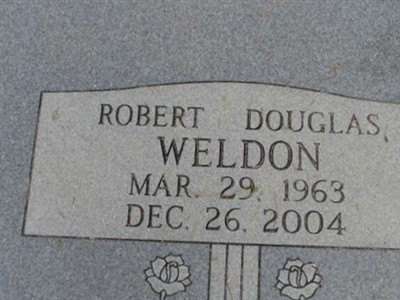 ROBERT DOUGLAS
WELDON
MAR. 29. 1963
DEC. 26. 2004